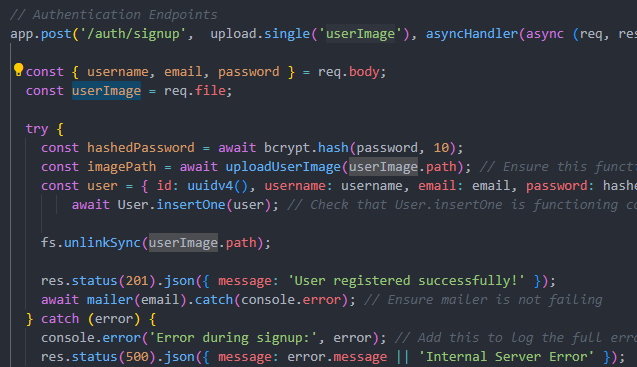 // Authentication Endpoints
app.post('/auth/signup',  upload.single('userImage'), asyncHandler(async (req, res
const { username, email, password } = req.body;
const userImage = req.file;
try {
const hashedPassword = await bcrypt.hash(password, 10);
const imagePath = await uploadUserImage(userImage.path); // Ensure this functi
const user = { id: uuidv4(), username: username, email: email, password: hashe
await User.insertOne(user); // Check that User.insertOne is functioning co
fs.unlinkSync(userImage.path);
res.status(201).json({ message: 'User registered successfully!' });
await mailer(email).catch(console.error); // Ensure mailer is not failing
} catch (error) {
console.error('Error during signup:', error); // Add this to log the full erro
res.status(500).json({ message: error.message || 'Internal Server Error' });